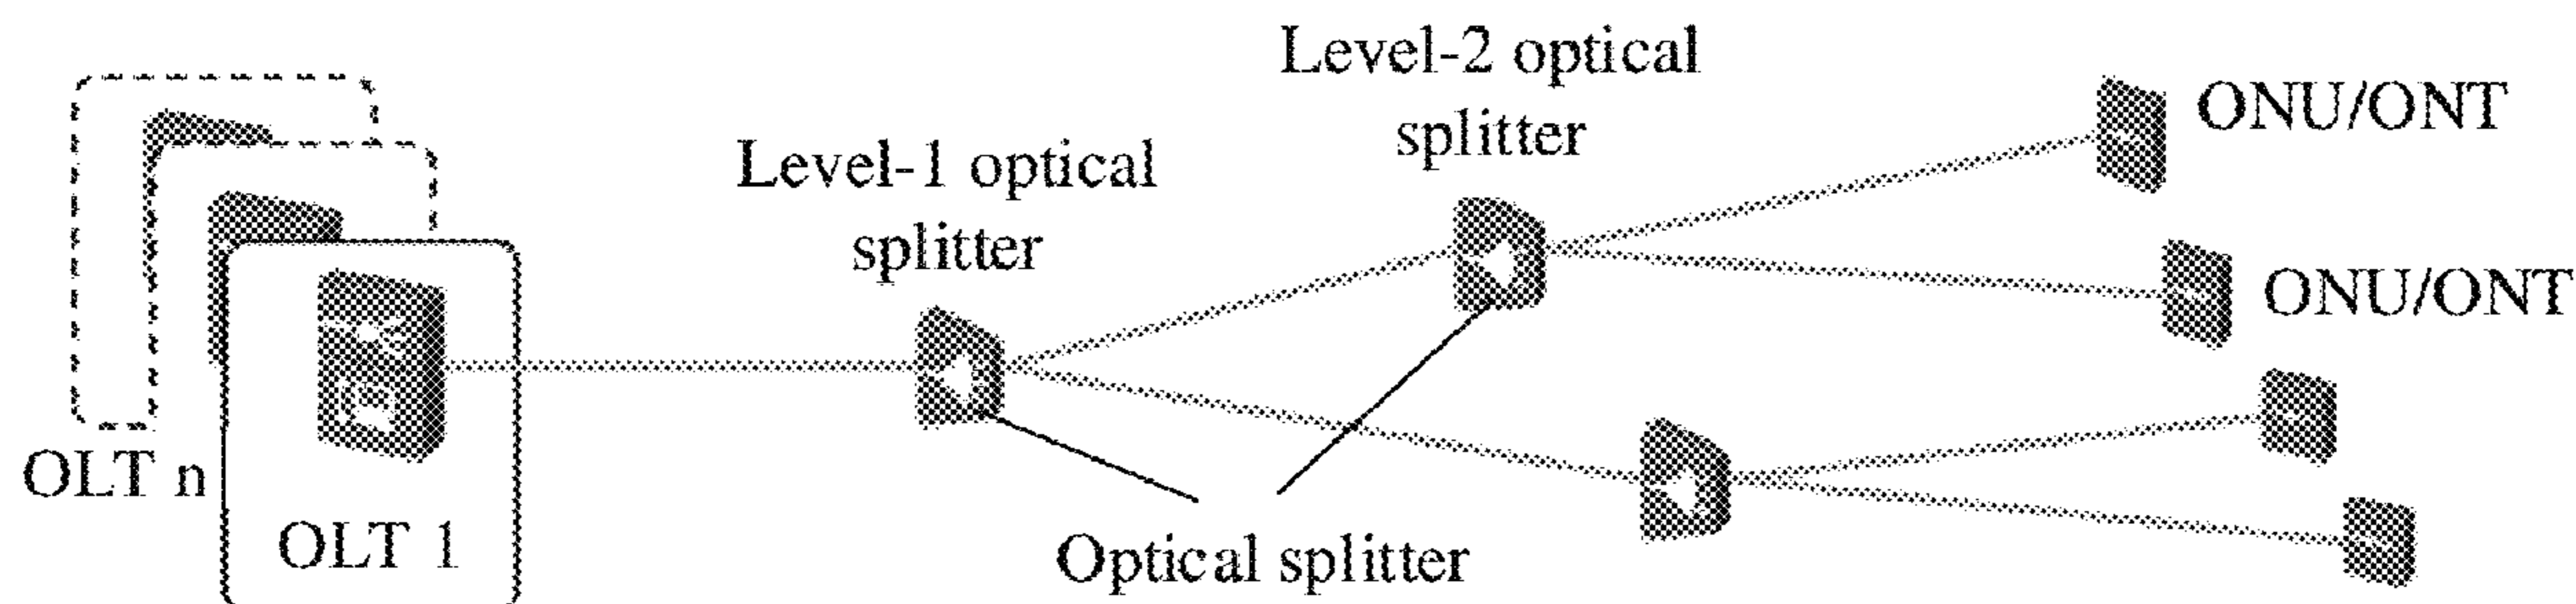 Level-2 optical
splitter
ONU/ONT
Level-1 optical
splitter
ONU/ONT
OLT n
OLT 1
Optical splitter